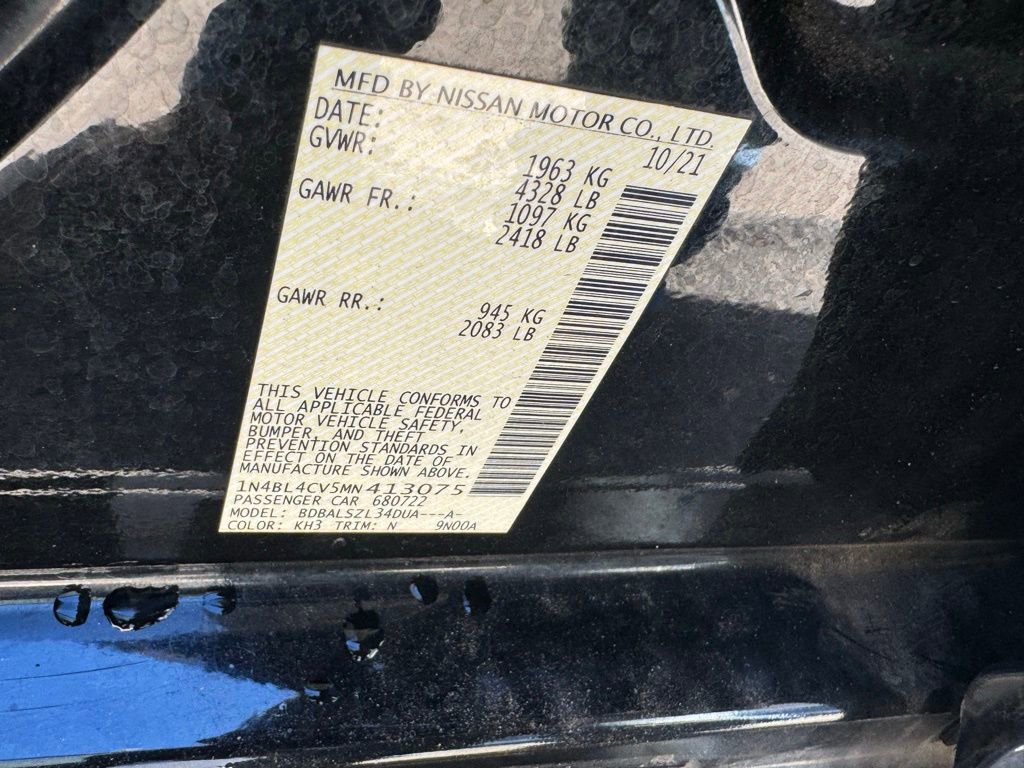 MFD BY NISSAN MOTOR CO., LTD.
DATE: 10/21
GVWR: 1963 KG
4328 LB
GAWR FR.: 1097 KG
2418 LB
GAWR RR.: 945 KG
2083 LB
THIS VEHICLE CONFORMS TO
ALL APPLICABLE FEDERAL
MOTOR VEHICLE SAFETY,
BUMPER, AND THEFT
PREVENTION STANDARDS IN
EFFECT ON THE DATE OF
MANUFACTURE SHOWN ABOVE.
1N4BL4CV5MN413075
PASSENGER CAR 680722
MODEL: BDBALSZL34DUA---A-
COLOR: KH3 TRIM: N 9N00A